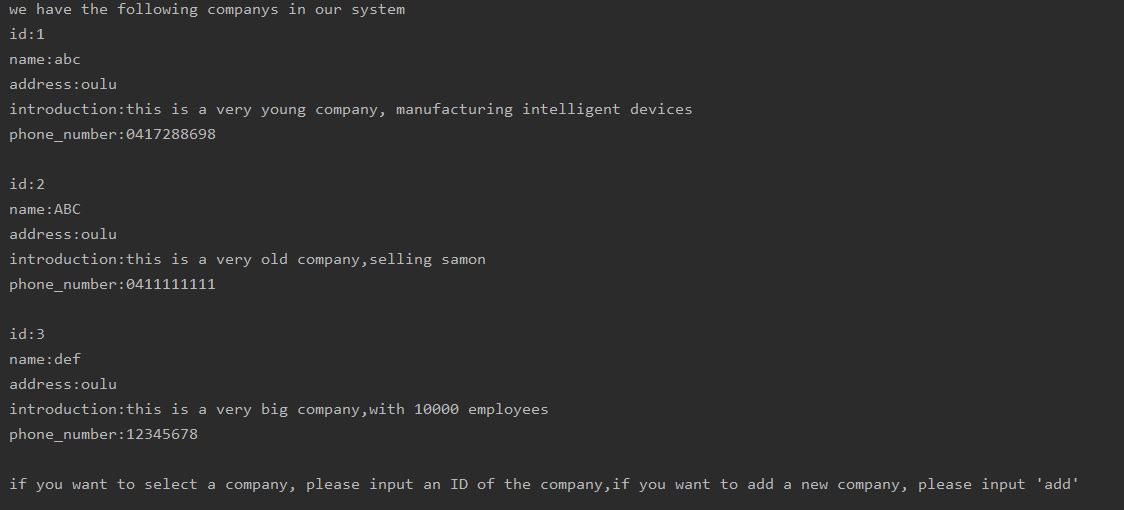 we have the following companys in our system
id:1
name:abc
address:oulu
introduction:this is a very young company, manufacturing intelligent devices
phone_number:0417288698
id:2
name:ABC
address:oulu
introduction:this is a very old company,selling samon
phone_number:0411111111
id:3
name:def
address:oulu
introduction:this is a very big company,with 10000 employees
phone_number:12345678
if you want to select a company, please input an ID of the company,if you want to add a new company, please input 'add'